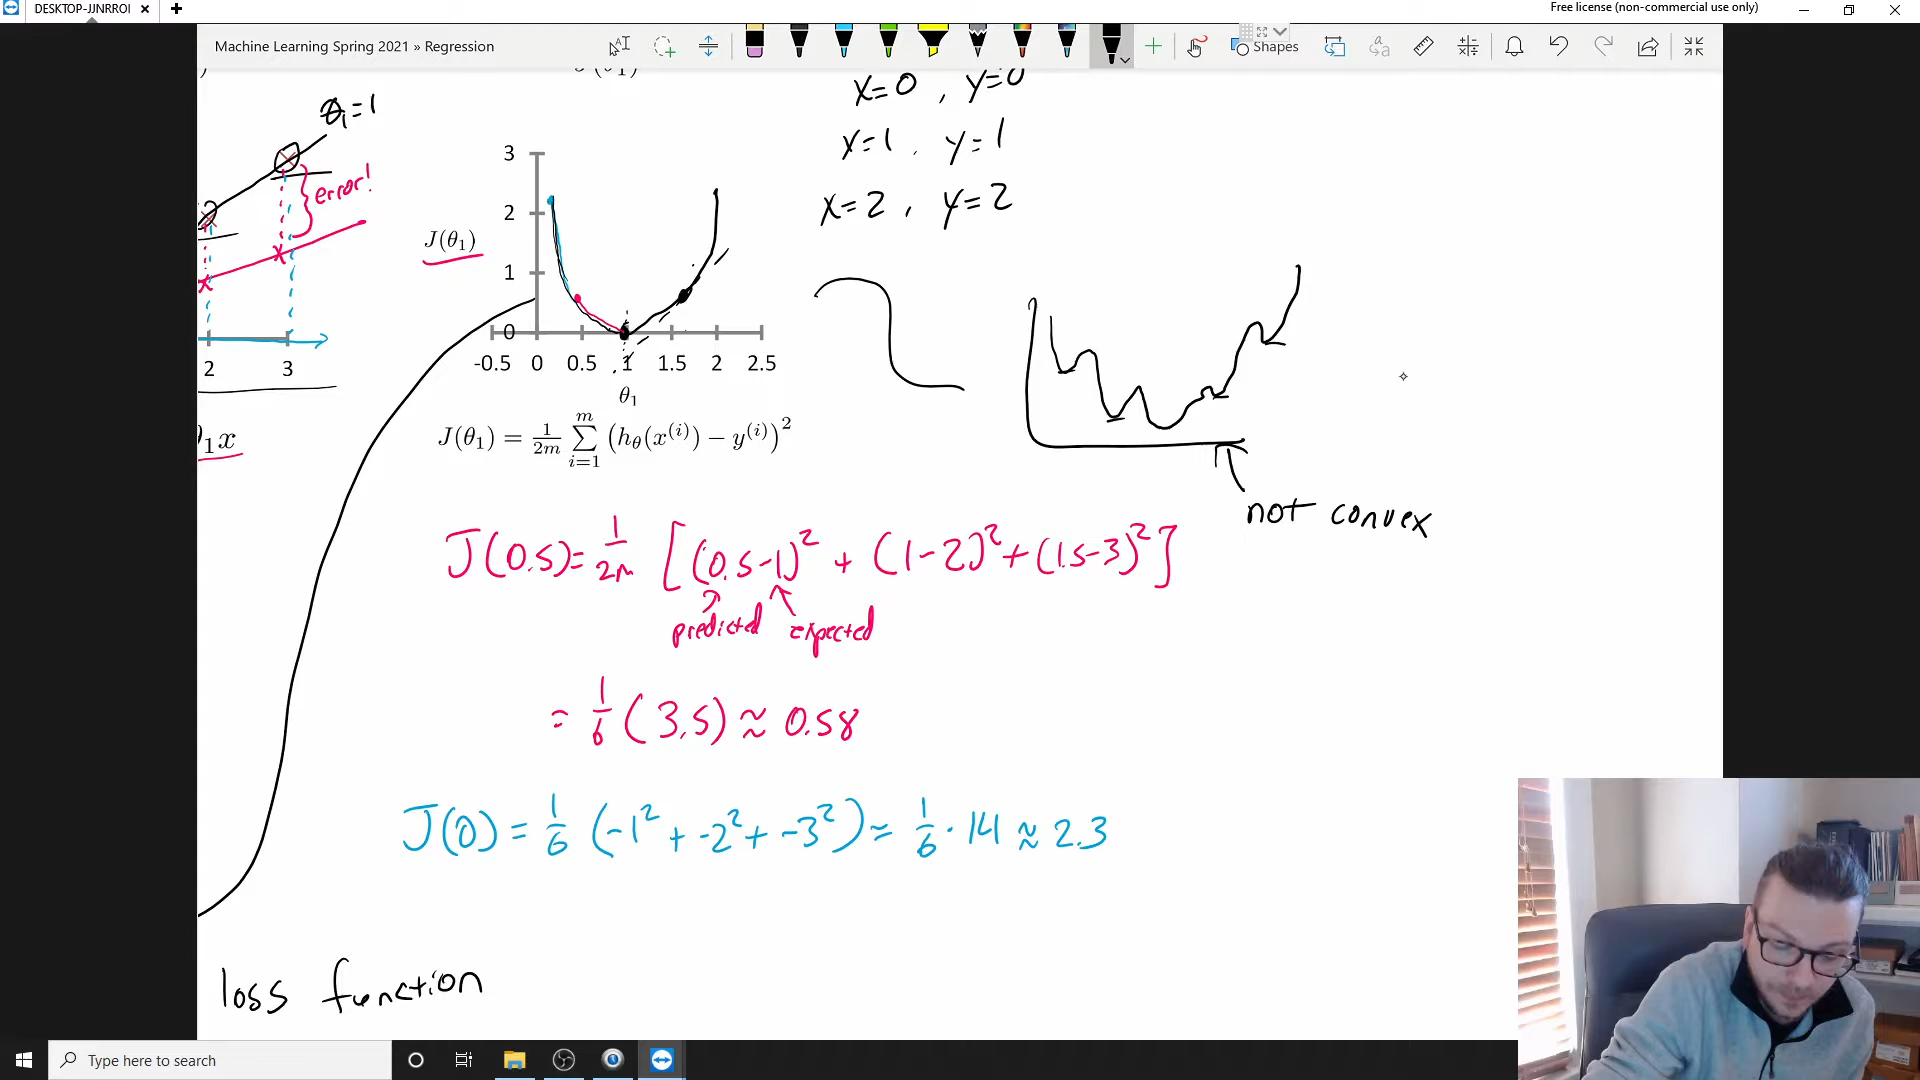 DESKTOP-JJNRROI
Free license (non-commercial use only)
Machine Learning Spring 2021 » Regression
Shapes
x=0 , y=0
x=1 , y=1
x=2 , y=2
θ₁=1
error!
3
2
1
0
J(θ₁)
-0.5 0 0.5 1 1.5 2 2.5
θ₁
2 3
θ₁x
J(θ₁) = 1/2m ∑ i=1 m (hθ(x⁽ⁱ⁾) − y⁽ⁱ⁾)²
not convex
J(0.5)= 1/2m [(0.5-1)² + (1-2)² + (1.5-3)²]
predicted expected
= 1/6 (3.5) ≈ 0.58
J(0) = 1/6 (-1² + -2² + -3²) = 1/6 · 14 ≈ 2.3
loss function
Type here to search